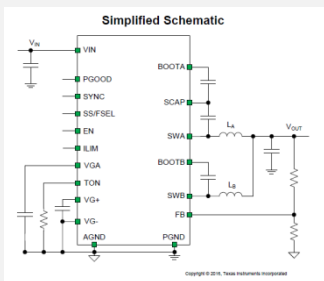 Simplified Schematic
VIN
VIN
PGOOD
SYNC
SS/FSEL
EN
ILIM
VGA
TON
VG+
VG-
AGND
PGND
BOOTA
SCAP
SWA
LA
VOUT
BOOTB
LB
SWB
FB
Copyright © 2016, Texas Instruments Incorporated